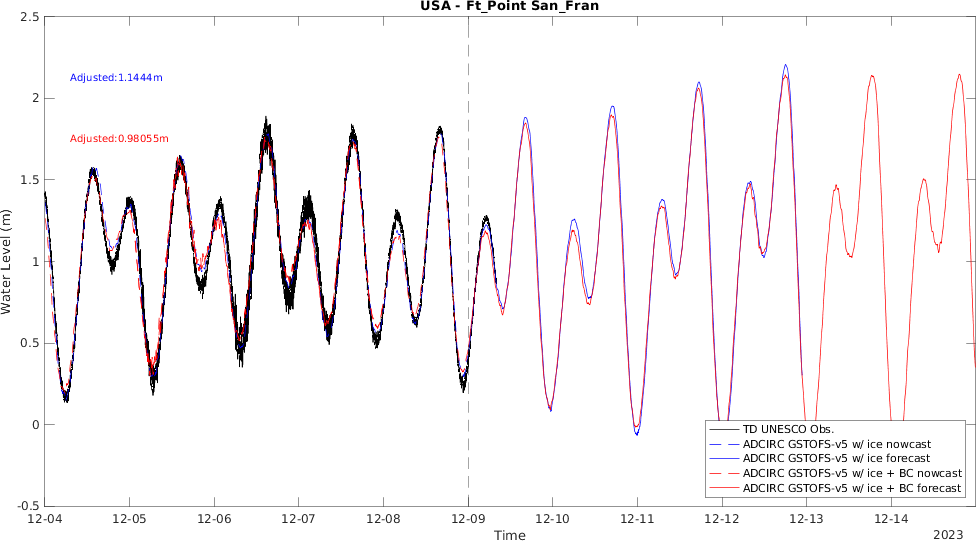 USA - Ft_Point San_Fran
2.5
2
1.5
1
0.5
0
-0.5
Water Level (m)
Adjusted:1.1444m
Adjusted:0.98055m
TD UNESCO Obs.
ADCIRC GSTOFS-v5 w/ ice nowcast
ADCIRC GSTOFS-v5 w/ ice forecast
ADCIRC GSTOFS-v5 w/ ice + BC nowcast
ADCIRC GSTOFS-v5 w/ ice + BC forecast
12-04 12-05 12-06 12-07 12-08 12-09 12-10 12-11 12-12 12-13 12-14
Time
2023